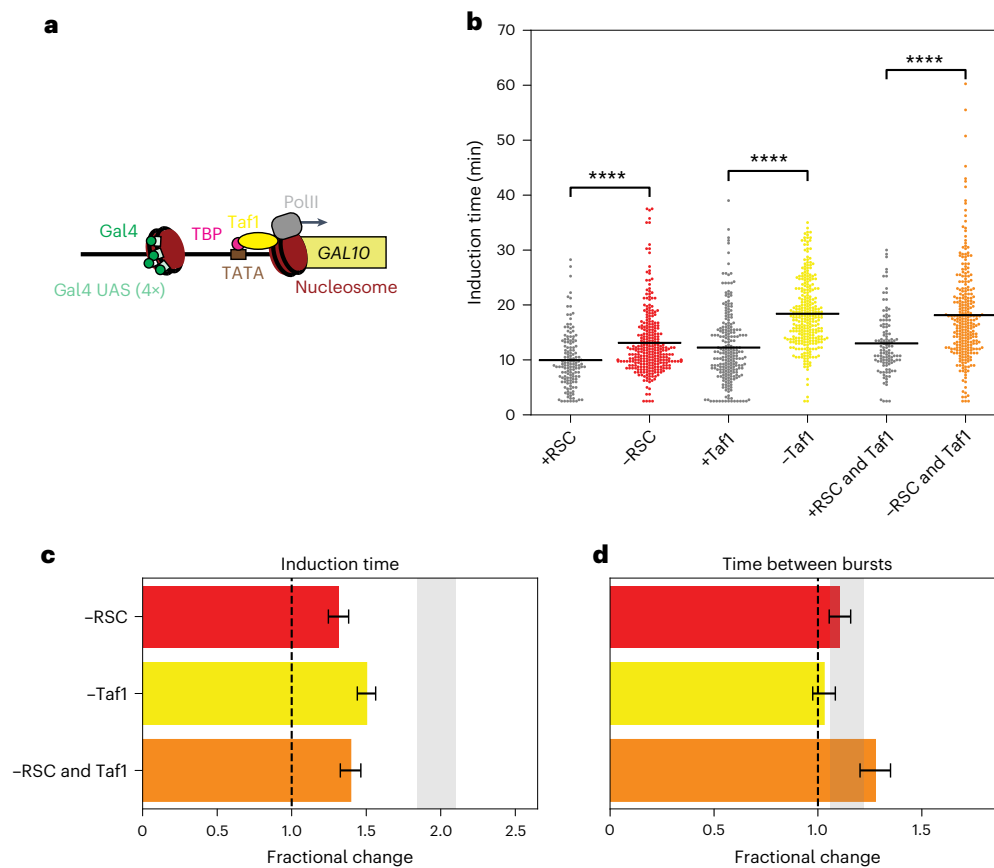 a
Gal4
TBP
Taf1
PolII
GAL10
TATA
Nucleosome
Gal4 UAS (4×)
b
Induction time (min)
70
60
50
40
30
20
10
0
****
****
****
+RSC
–RSC
+Taf1
–Taf1
+RSC and Taf1
–RSC and Taf1
c
Induction time
–RSC
–Taf1
–RSC and Taf1
0
1.0
1.5
2.0
2.5
Fractional change
d
Time between bursts
0
0.5
1.0
1.5
Fractional change